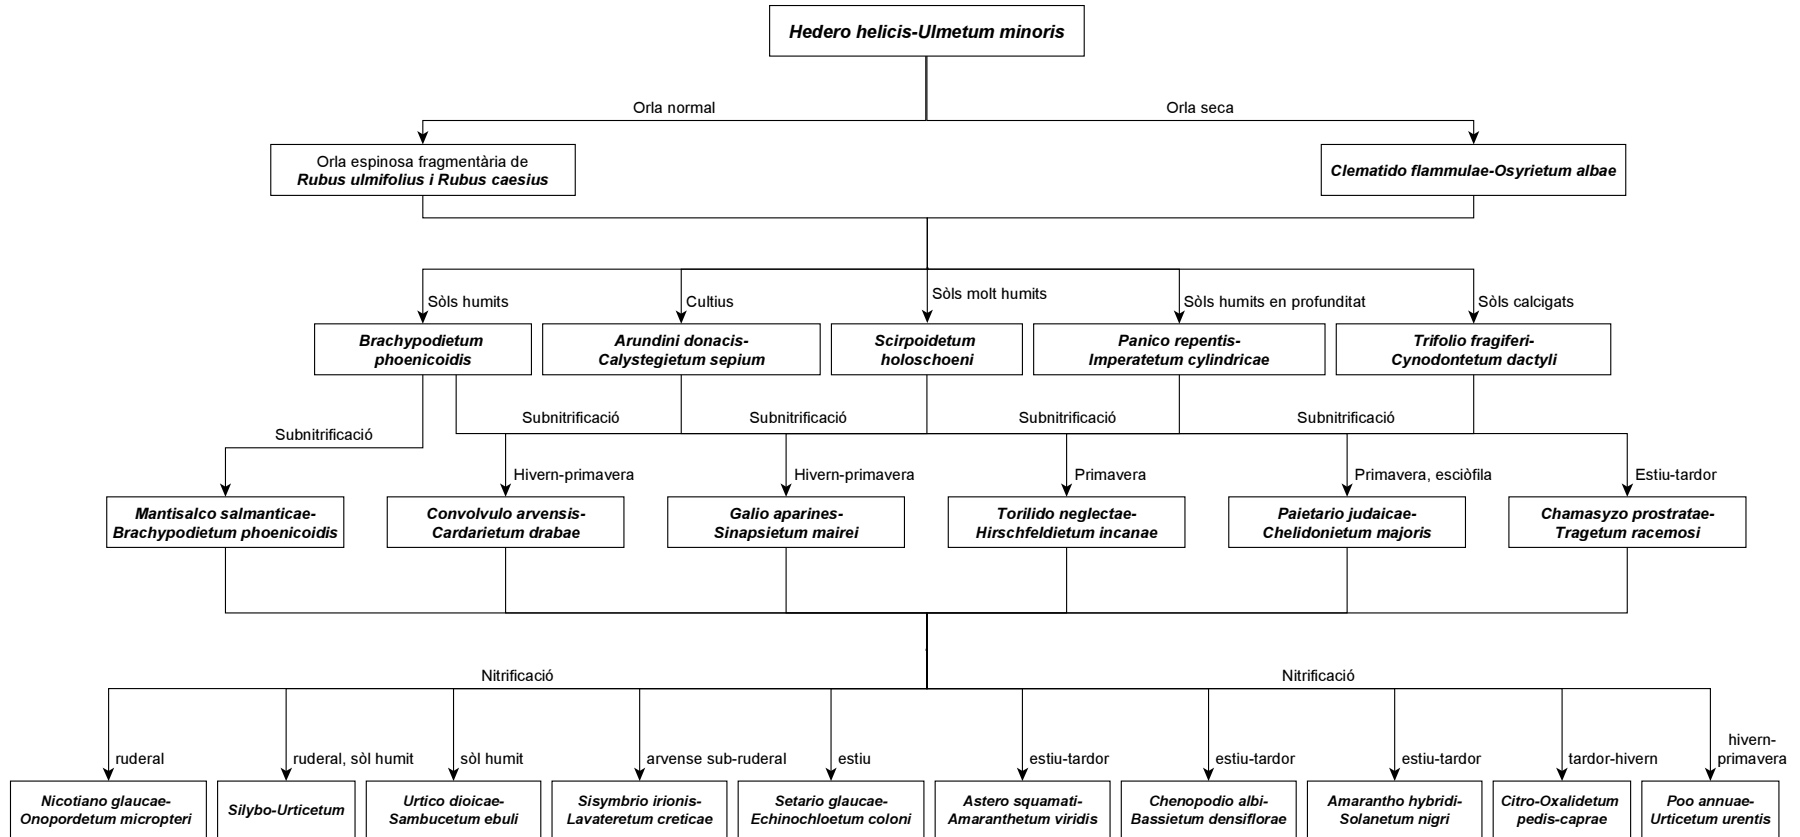 Hedero helicis-Ulmetum minoris
Orla normal
Orla seca
Orla espinosa fragmentària de
Rubus ulmifolius i Rubus caesius
Clematido flammulae-Osyrietum albae
Sòls humits
Cultius
Sòls molt humits
Sòls humits en profunditat
Sòls calcigats
Brachypodietum
phoenicoidis
Arundini donacis-
Calystegietum sepium
Scirpoidetum
holoschoeni
Panico repentis-
Imperatetum cylindricae
Trifolio fragiferi-
Cynodontetum dactyli
Subnitrificació
Subnitrificació
Subnitrificació
Subnitrificació
Subnitrificació
Hivern-primavera
Hivern-primavera
Primavera
Primavera, esciòfila
Estiu-tardor
Mantisalco salmanticae-
Brachypodietum phoenicoidis
Convolvulo arvensis-
Cardarietum drabae
Galio aparines-
Sinapsietum mairei
Torilido neglectae-
Hirschfeldietum incanae
Paietario judaicae-
Chelidonietum majoris
Chamasyzo prostratae-
Tragetum racemosi
Nitrificació
Nitrificació
ruderal
ruderal, sòl humit
sòl humit
arvense sub-ruderal
estiu
estiu-tardor
estiu-tardor
estiu-tardor
tardor-hivern
hivern-
primavera
Nicotiano glaucae-
Onopordetum micropteri
Silybo-Urticetum
Urtico dioicae-
Sambucetum ebuli
Sisymbrio irionis-
Lavateretum creticae
Setario glaucae-
Echinochloetum coloni
Astero squamati-
Amaranthetum viridis
Chenopodio albi-
Bassietum densiflorae
Amarantho hybridi-
Solanetum nigri
Citro-Oxalidetum
pedis-caprae
Poo annuae-
Urticetum urentis